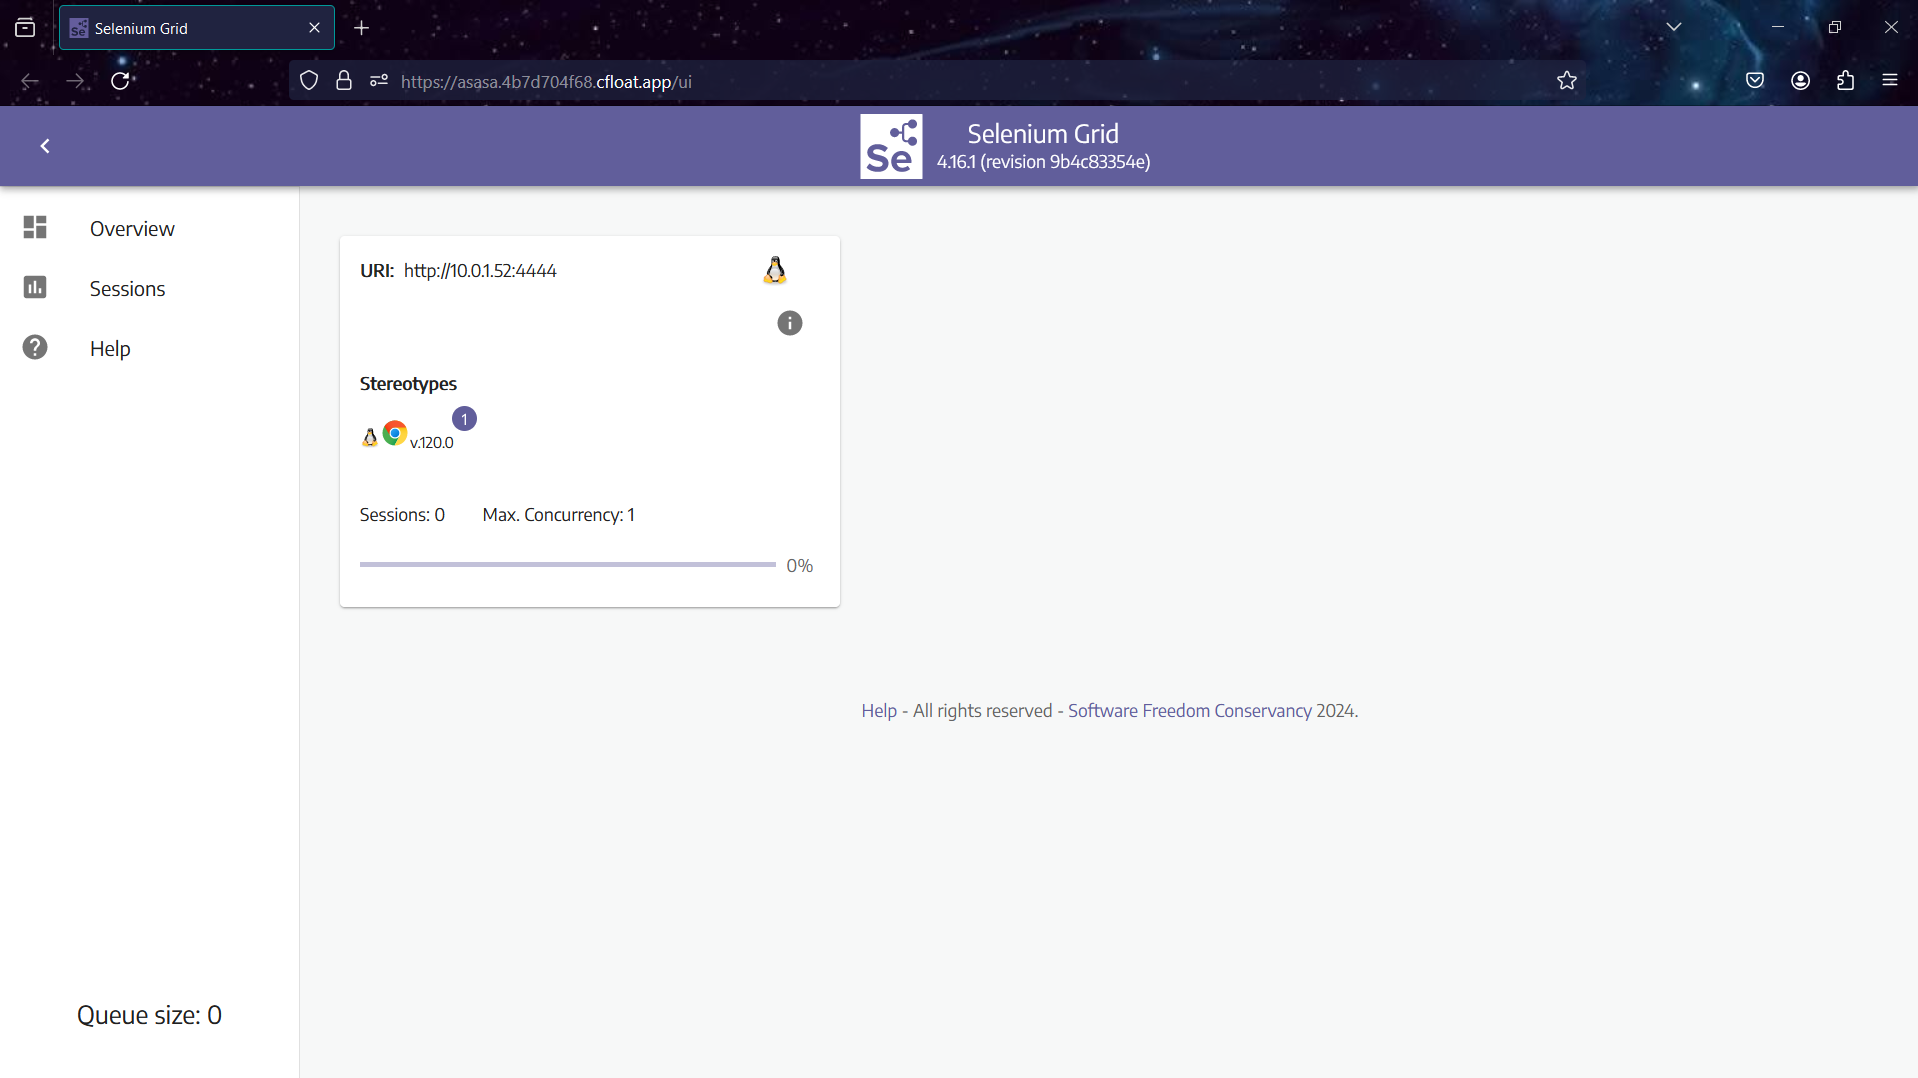 Selenium Grid
https://asasa.4b7d704f68.cfloat.app/ui
Se
Selenium Grid
4.16.1 (revision 9b4c83354e)
Overview
Sessions
Help
URI: http://10.0.1.52:4444
Stereotypes
v.120.0
1
Sessions: 0 Max. Concurrency: 1
0%
Help - All rights reserved - Software Freedom Conservancy 2024.
Queue size: 0